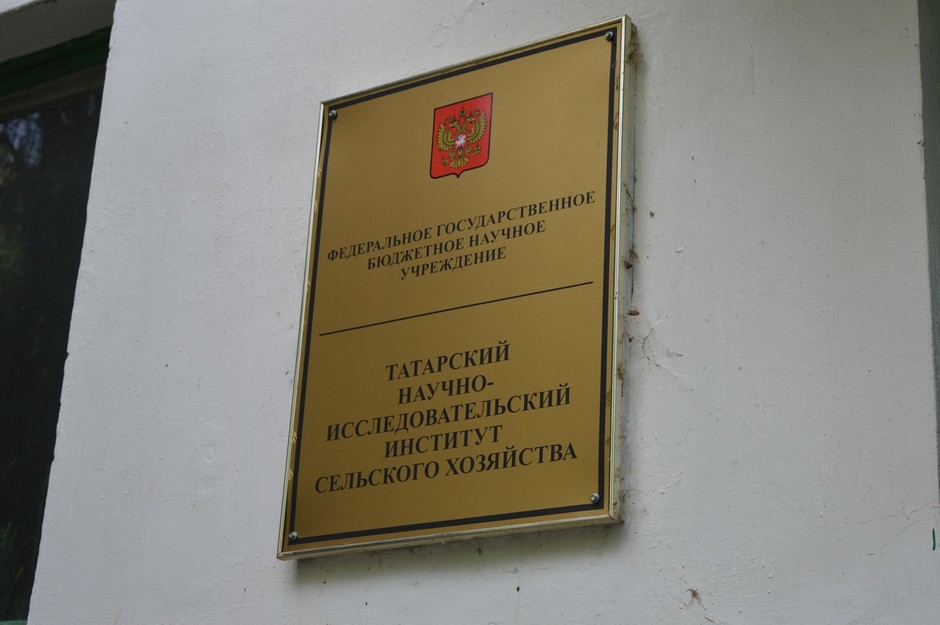 ФЕДЕРАЛЬНОЕ ГОСУДАРСТВЕННОЕ
БЮДЖЕТНОЕ НАУЧНОЕ
УЧРЕЖДЕНИЕ
ТАТАРСКИЙ
НАУЧНО-
ИССЛЕДОВАТЕЛЬСКИЙ
ИНСТИТУТ
СЕЛЬСКОГО ХОЗЯЙСТВА